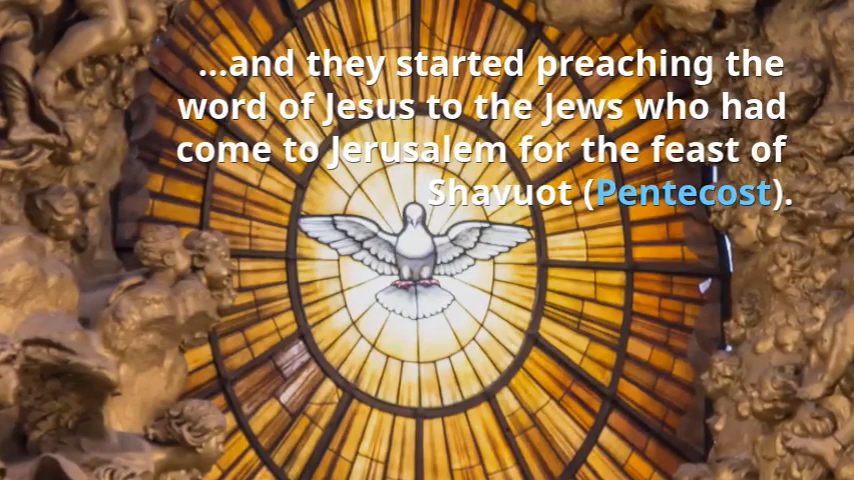 ...and they started preaching the
word of Jesus to the Jews who had
come to Jerusalem for the feast of
Shavuot (Pentecost).